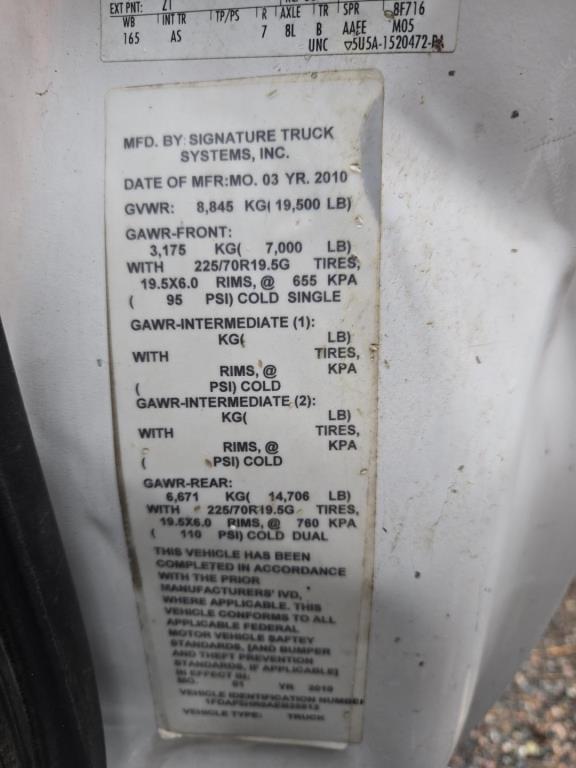 EXT PNT: Z1
WB INT TR TP/PS R AXLE TR SPR 8F716
165 AS 7 8L B AAEE M05
UNC ▽5U5A-1520472-
MFD. BY: SIGNATURE TRUCK
SYSTEMS, INC.
DATE OF MFR:MO. 03 YR. 2010
GVWR: 8,845 KG( 19,500 LB)
GAWR-FRONT:
3,175 KG( 7,000 LB)
WITH 225/70R19.5G TIRES,
19.5X6.0 RIMS, @ 655 KPA
( 95 PSI) COLD SINGLE
GAWR-INTERMEDIATE (1):
KG( LB)
WITH TIRES,
RIMS, @ KPA
( PSI) COLD
GAWR-INTERMEDIATE (2):
KG( LB)
WITH TIRES,
RIMS, @ KPA
( PSI) COLD
GAWR-REAR:
6,671 KG( 14,706 LB)
WITH 225/70R19.5G TIRES,
19.5X6.0 RIMS, @ 760 KPA
( 110 PSI) COLD DUAL
THIS VEHICLE HAS BEEN
COMPLETED IN ACCORDANCE
WITH THE PRIOR
MANUFACTURERS' IVD,
WHERE APPLICABLE. THIS
VEHICLE CONFORMS TO ALL
APPLICABLE FEDERAL
MOTOR VEHICLE SAFTEY
STANDARDS, [AND BUMPER
AND THEFT PREVENTION
STANDARDS, IF APPLICABLE]
IN EFFECT IN:
MO. 01 YR 2010
VEHICLE IDENTIFICATION NUMBER
VEHICLE TYPE: TRUCK